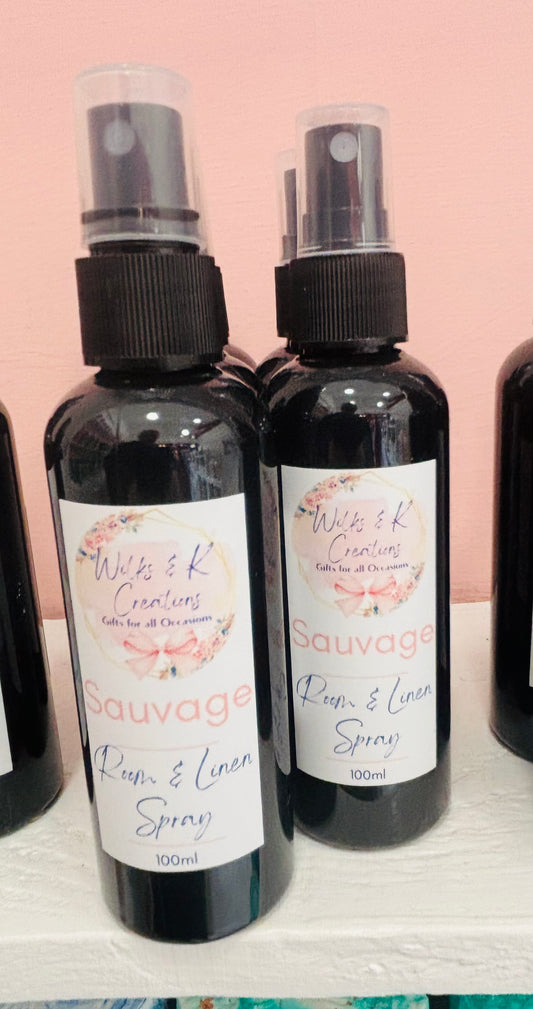 Wilks & K
Creations
Gifts for all Occasions
Sauvage
Room & Linen
Spray
100ml
Wilks & K
Creations
Gifts for all Occasions
Sauvage
Room & Linen
Spray
100ml